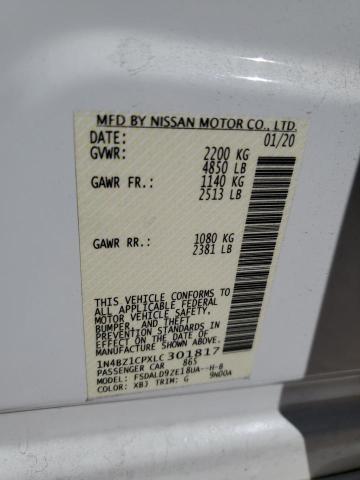 MFD BY NISSAN MOTOR CO., LTD.
DATE: 01/20
GVWR: 2200 KG
4850 LB
GAWR FR.: 1140 KG
2513 LB
GAWR RR.: 1080 KG
2381 LB
THIS VEHICLE CONFORMS TO
ALL APPLICABLE FEDERAL
MOTOR VEHICLE SAFETY,
BUMPER, AND THEFT
PREVENTION STANDARDS IN
EFFECT ON THE DATE OF
MANUFACTURE SHOWN ABOVE.
1N4BZ1CPXLC301817
PASSENGER CAR 865
MODEL: FSDALD9ZE18UA--H-8
COLOR: XBJ TRIM: G 9N00A